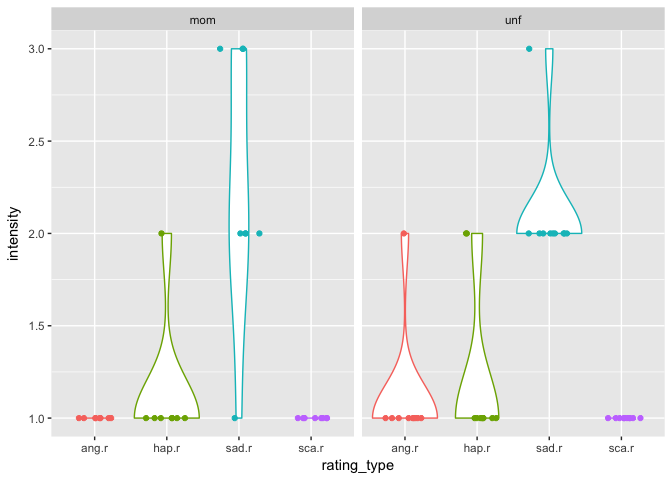 mom unf
3.0
2.5
2.0
1.5
1.0
intensity
ang.r hap.r sad.r sca.r ang.r hap.r sad.r sca.r
rating_type